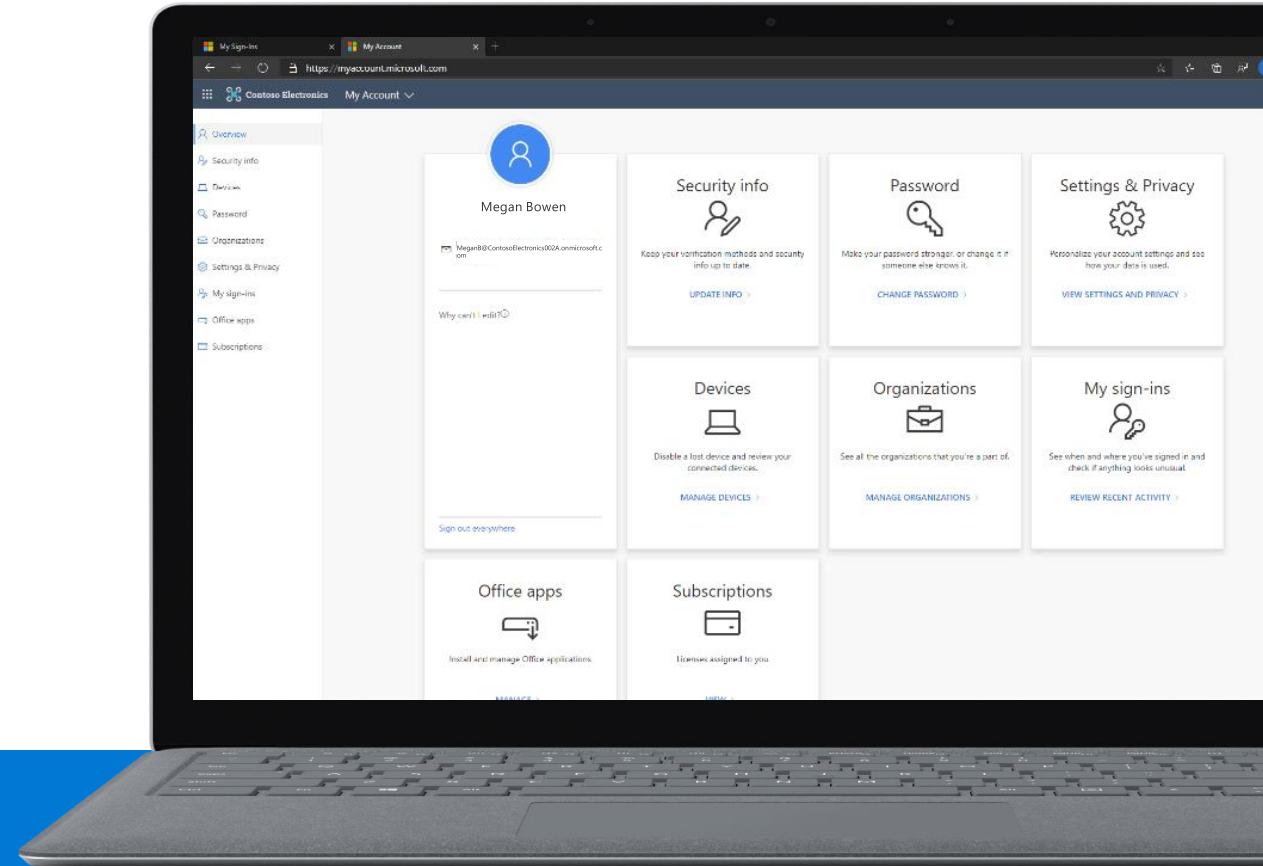 My Sign-Ins
My Account
https://myaccount.microsoft.com
Contoso Electronics My Account
Overview
Security info
Devices
Password
Organizations
Settings & Privacy
My sign-ins
Office apps
Subscriptions
Megan Bowen
MeganB@ContosoElectronics002A.onmicrosoft.c
om
Why can't I edit?
Sign out everywhere
Security info
Keep your verification methods and security
info up to date.
UPDATE INFO >
Password
Make your password stronger, or change it if
someone else knows it.
CHANGE PASSWORD >
Settings & Privacy
Personalize your account settings and see
how your data is used.
VIEW SETTINGS AND PRIVACY >
Devices
Disable a lost device and review your
connected devices.
MANAGE DEVICES >
Organizations
See all the organizations that you're a part of.
MANAGE ORGANIZATIONS >
My sign-ins
See when and where you've signed in and
check if anything looks unusual.
REVIEW RECENT ACTIVITY >
Office apps
Install and manage Office applications.
MANAGE >
Subscriptions
Licenses assigned to you.
VIEW >